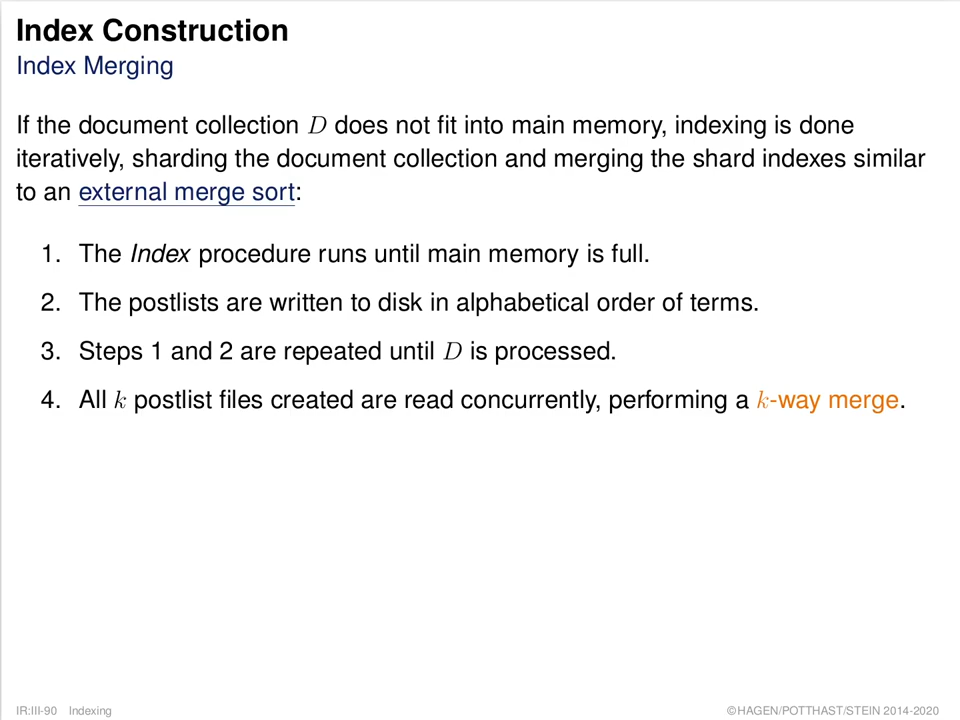 Index Construction
Index Merging
If the document collection D does not fit into main memory, indexing is done
iteratively, sharding the document collection and merging the shard indexes similar
to an external merge sort:
1. The Index procedure runs until main memory is full.
2. The postlists are written to disk in alphabetical order of terms.
3. Steps 1 and 2 are repeated until D is processed.
4. All k postlist files created are read concurrently, performing a k-way merge.
IR:III-90 Indexing ©HAGEN/POTTHAST/STEIN 2014-2020